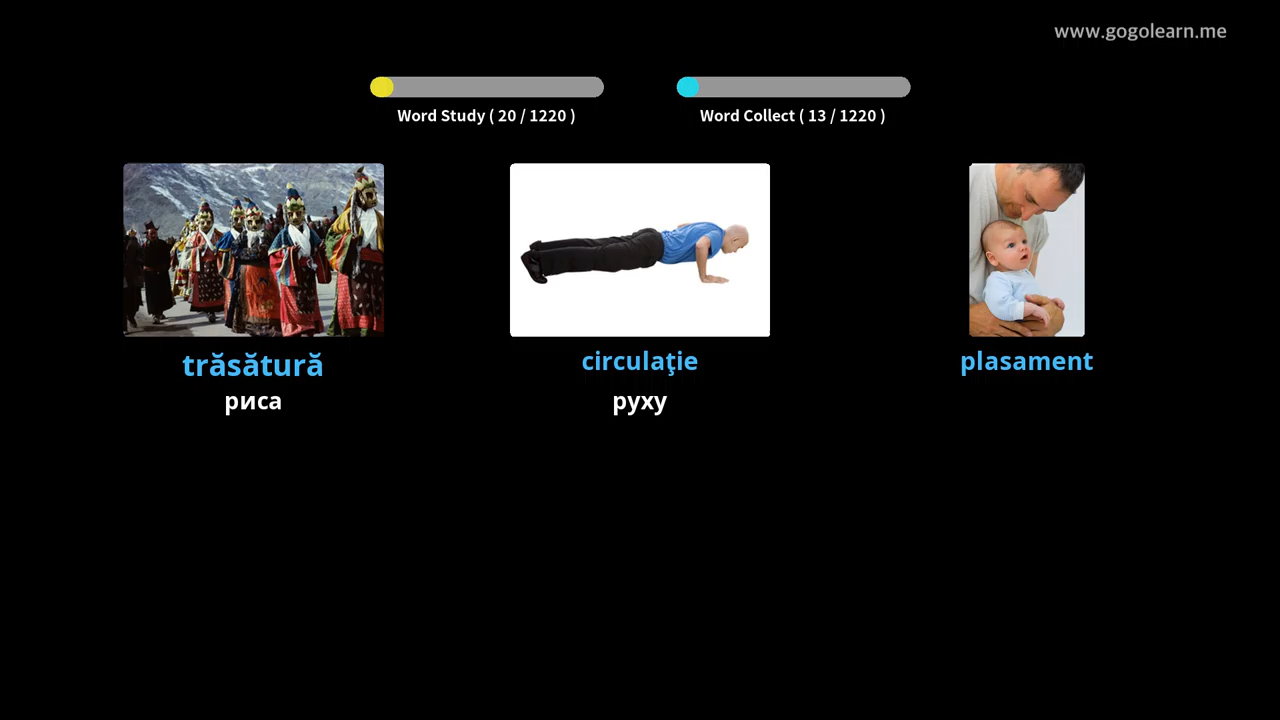 www.gogolearn.me
Word Study ( 20 / 1220 )
Word Collect ( 13 / 1220 )
trăsătură
circulaţie
plasament
риса
руху